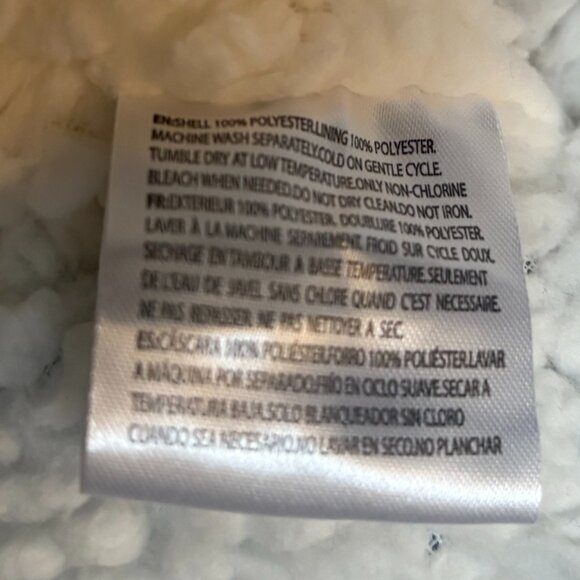 EN:SHELL 100% POLYESTER.LINING 100% POLYESTER.
MACHINE WASH SEPARATELY.COLD ON GENTLE CYCLE.
TUMBLE DRY AT LOW TEMPERATURE.ONLY NON-CHLORINE
BLEACH WHEN NEEDED.DO NOT DRY CLEAN.DO NOT IRON.
FR:EXTERIEUR 100% POLYESTER. DOUBLURE 100% POLYESTER.
LAVER À LA MACHINE SEPAREMENT. FROID SUR CYCLE DOUX.
SECHAGE EN TAMBOUR A BASSE TEMPERATURE.SEULEMENT
DE L'EAU DE JAVEL SANS CHLORE QUAND C'EST NECESSAIRE.
NE PAS REPASSER. NE PAS NETTOYER A SEC.
ES:CÁSCARA 100% POLIÉSTER.FORRO 100% POLIÉSTER.LAVAR
A MÁQUINA POR SEPARADO.FRÍO EN CICLO SUAVE.SECAR A
TEMPERATURA BAJA.SOLO BLANQUEADOR SIN CLORO
CUANDO SEA NECESARIO.NO LAVAR EN SECO.NO PLANCHAR